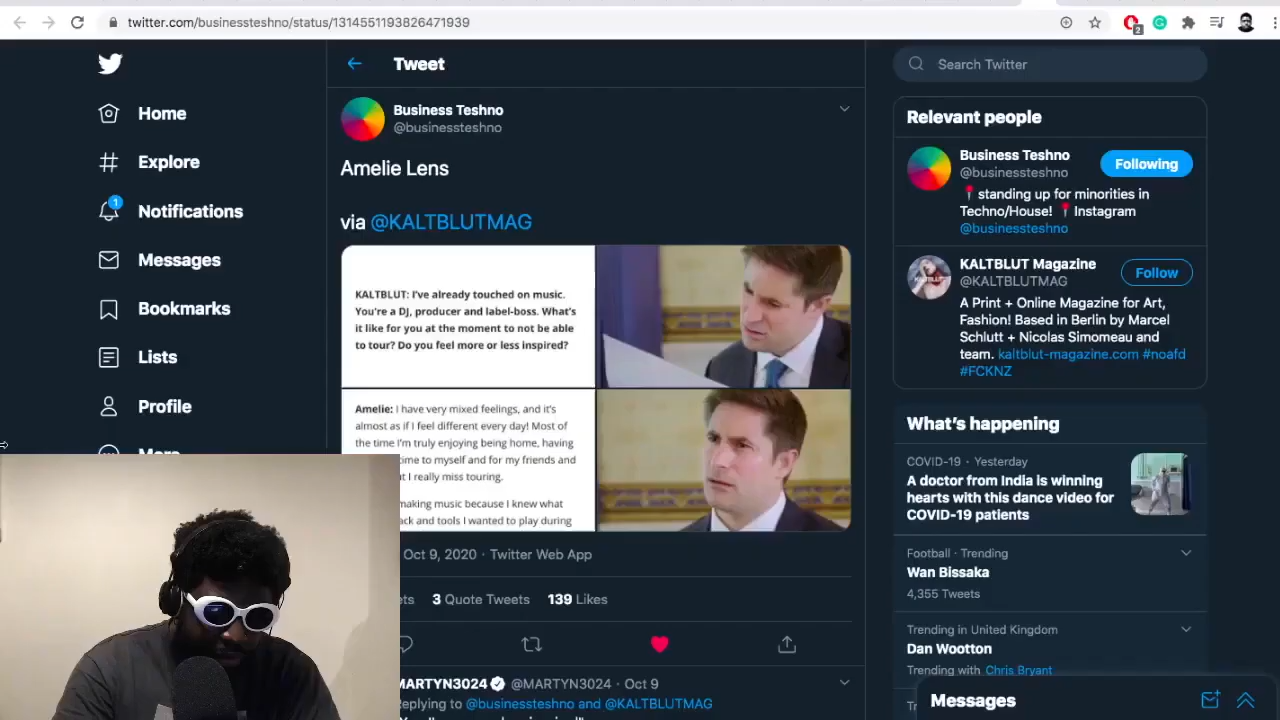 twitter.com/businessteshno/status/1314551193826471939
2
Home
Explore
1
Notifications
Messages
Bookmarks
Lists
Profile
More
Tweet
Business Teshno
@businessteshno
Amelie Lens
via @KALTBLUTMAG
KALTBLUT: I've already touched on music.
You're a DJ, producer and label-boss. What's
it like for you at the moment to not be able
to tour? Do you feel more or less inspired?
Amelie: I have very mixed feelings, and it's
almost as if I feel different every day! Most of
the time I'm truly enjoying being home, having
time to myself and for my friends and
I really miss touring.
making music because I knew what
and tools I wanted to play during
Oct 9, 2020 · Twitter Web App
3 Quote Tweets 139 Likes
MARTYN3024 @MARTYN3024 · Oct 9
Replying to @businessteshno and @KALTBLUTMAG
Search Twitter
Relevant people
Business Teshno
@businessteshno
Following
📍standing up for minorities in
Techno/House! 📍Instagram
@businessteshno
KALTBLUT Magazine
@KALTBLUTMAG
Follow
A Print + Online Magazine for Art,
Fashion! Based in Berlin by Marcel
Schlutt + Nicolas Simomeau and
team. kaltblut-magazine.com #noafd
#FCKNZ
What's happening
COVID-19 · Yesterday
A doctor from India is winning
hearts with this dance video for
COVID-19 patients
Football · Trending
Wan Bissaka
4,355 Tweets
Trending in United Kingdom
Dan Wootton
Trending with Chris Bryant
Messages